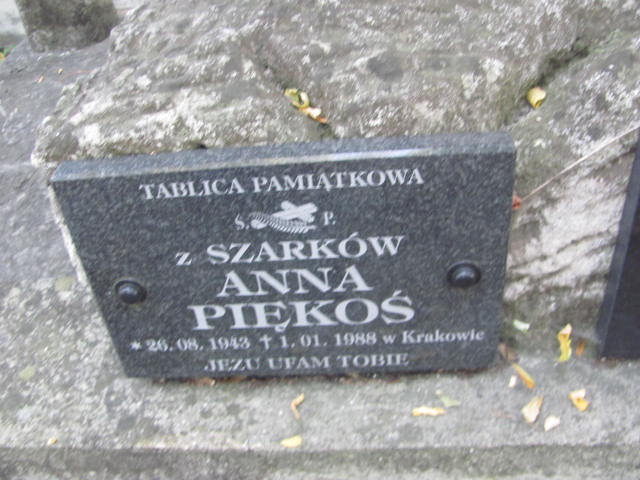 TABLICA PAMIĄTKOWA
Ś. P.
z SZARKÓW
ANNA
PIĘKOŚ
* 26. 08. 1943 † 1. 01. 1988 w Krakowie
JEZU UFAM TOBIE